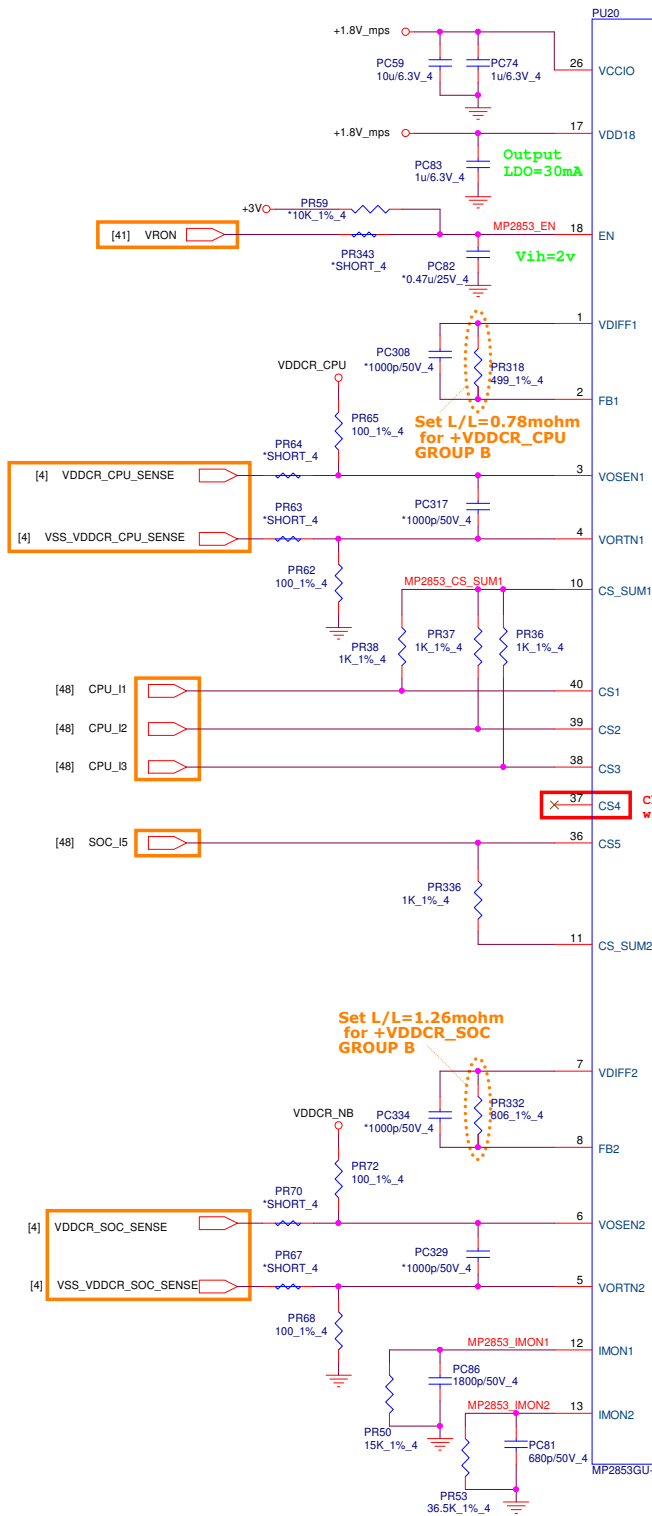 PU20
+1.8V_mps
PC59
10u/6.3V_4
PC74
1u/6.3V_4
26
VCCIO
+1.8V_mps
17
VDD18
PC83
1u/6.3V_4
Output
LDO=30mA
+3V
PR59
*10K_1%_4
[41] VRON
MP2853_EN
18
EN
PR343
*SHORT_4
PC82
*0.47u/25V_4
Vih=2v
1
VDIFF1
PC308
*1000p/50V_4
PR318
499_1%_4
VDDCR_CPU
2
FB1
PR65
100_1%_4
Set L/L=0.78mohm
for +VDDCR_CPU
GROUP B
PR64
*SHORT_4
[4] VDDCR_CPU_SENSE
3
VOSEN1
PR63
*SHORT_4
PC317
*1000p/50V_4
[4] VSS_VDDCR_CPU_SENSE
4
VORTN1
PR62
100_1%_4
MP2853_CS_SUM1
10
CS_SUM1
PR38
1K_1%_4
PR37
1K_1%_4
PR36
1K_1%_4
[48] CPU_I1
40
CS1
[48] CPU_I2
39
CS2
[48] CPU_I3
38
CS3
37
CS4
[48] SOC_I5
36
CS5
PR336
1K_1%_4
11
CS_SUM2
Set L/L=1.26mohm
for +VDDCR_SOC
GROUP B
7
VDIFF2
PC334
*1000p/50V_4
PR332
806_1%_4
VDDCR_NB
8
FB2
PR72
100_1%_4
PR70
*SHORT_4
[4] VDDCR_SOC_SENSE
6
VOSEN2
PR67
*SHORT_4
PC329
*1000p/50V_4
[4] VSS_VDDCR_SOC_SENSE
5
VORTN2
PR68
100_1%_4
MP2853_IMON1
12
IMON1
PC86
1800p/50V_4
PR50
15K_1%_4
MP2853_IMON2
13
IMON2
PC81
680p/50V_4
PR53
36.5K_1%_4
MP2853GU-